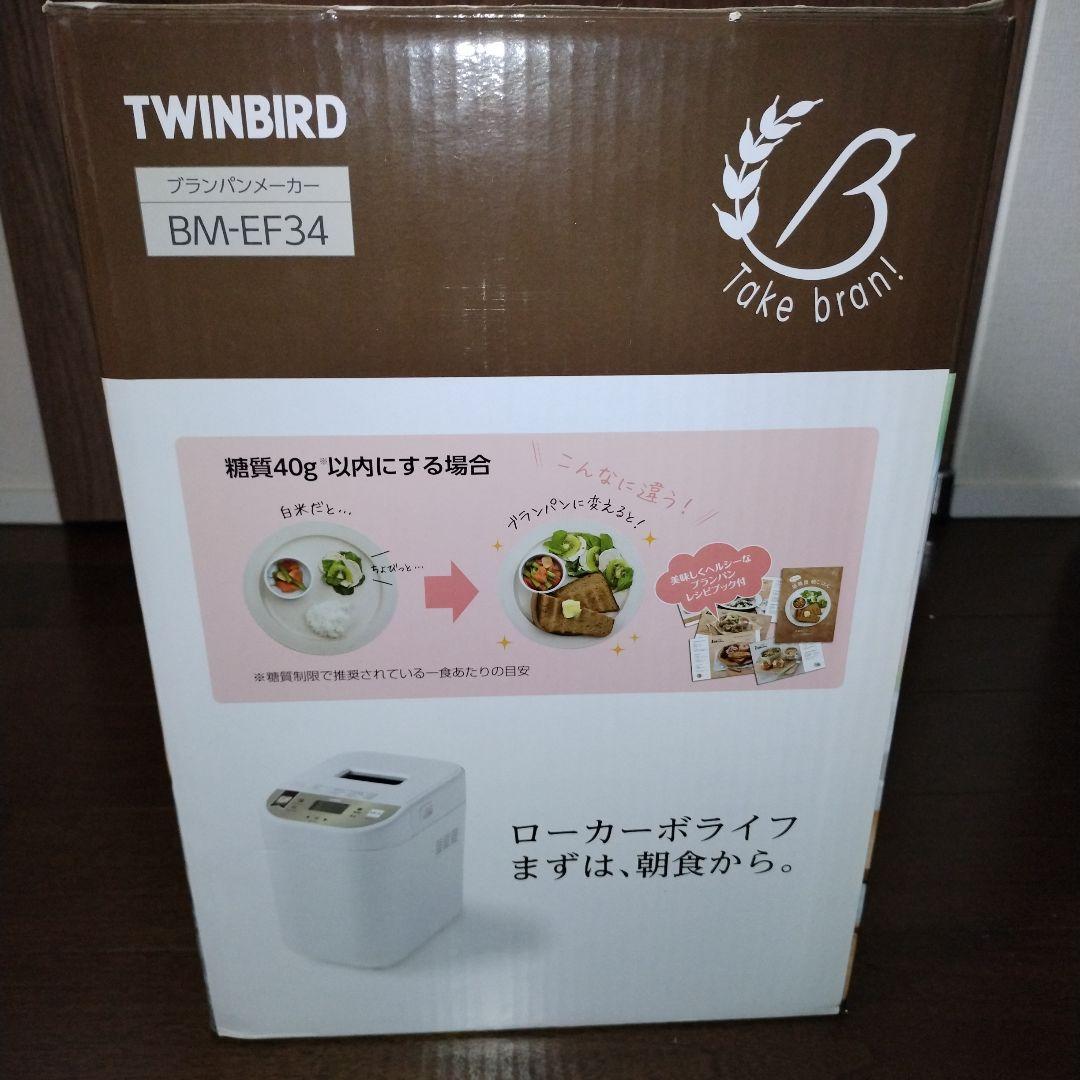 TWINBIRD
ブランパンメーカー
BM-EF34
Take bran!
糖質40g※以内にする場合
こんなに違う!
白米だと…
ちょびっと…
ブランパンに変えると!
美味しくヘルシーな
ブランパン
レシピブック付
※糖質制限で推奨されている一食あたりの目安
ローカーボライフ
まずは、朝食から。